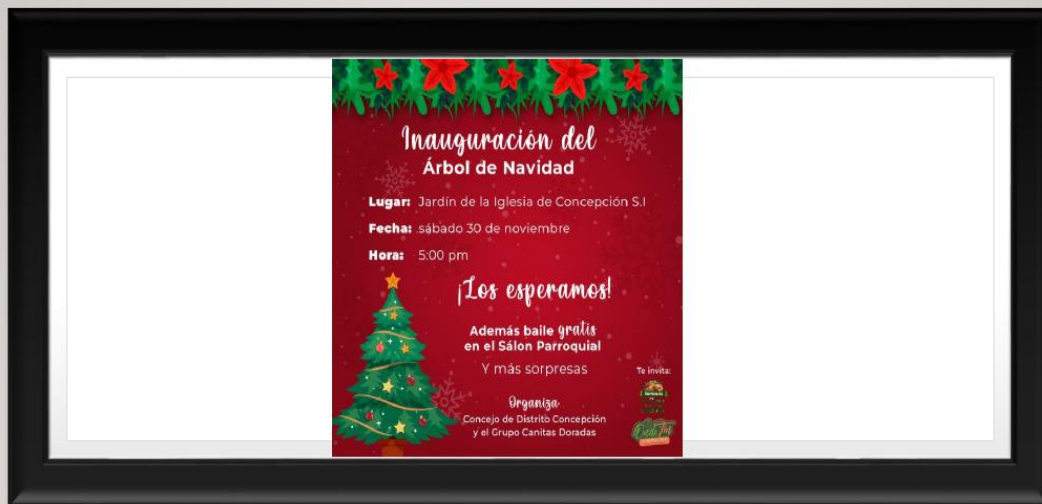 Inauguración del
Árbol de Navidad
Lugar: Jardín de la Iglesia de Concepción S.I
Fecha: sábado 30 de noviembre
Hora: 5:00 pm
¡Los esperamos!
Además baile gratis
en el Sálon Parroquial
Y más sorpresas
Te invita:
Organiza
Concejo de Distrito Concepción
y el Grupo Canitas Doradas